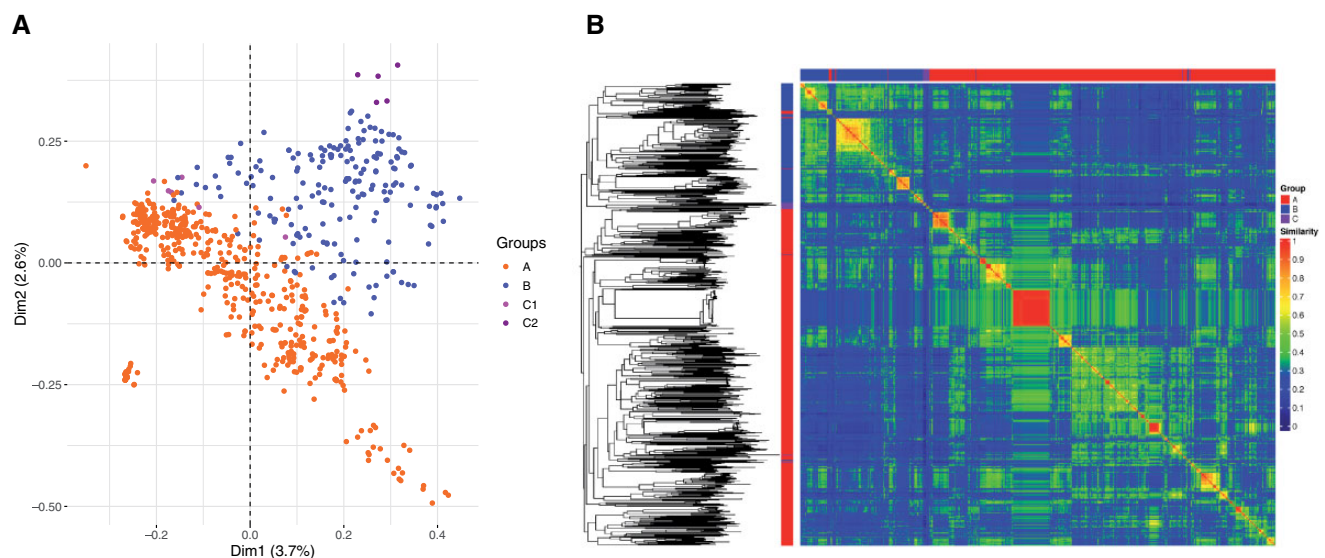 A
B
0.25
0.00
−0.25
−0.50
Dim2 (2.6%)
−0.2
0.0
0.2
0.4
Dim1 (3.7%)
Groups
A
B
C1
C2
Group
A
B
C
Similarity
1
0.9
0.8
0.7
0.6
0.5
0.4
0.3
0.2
0.1
0